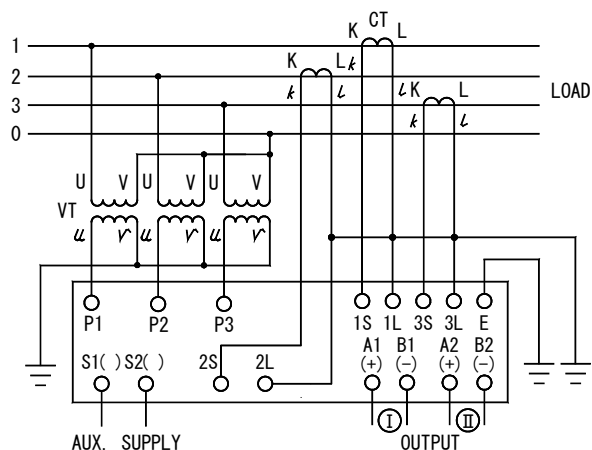 CT
K L
1
K L k
2
k l l K L LOAD
3
k l
0
U V U V U V
VT
u v u v u v
P1 P2 P3 1S 1L 3S 3L E
A1 B1 A2 B2
S1( ) S2( ) 2S 2L (+) (-) (+) (-)
I II
AUX. SUPPLY OUTPUT